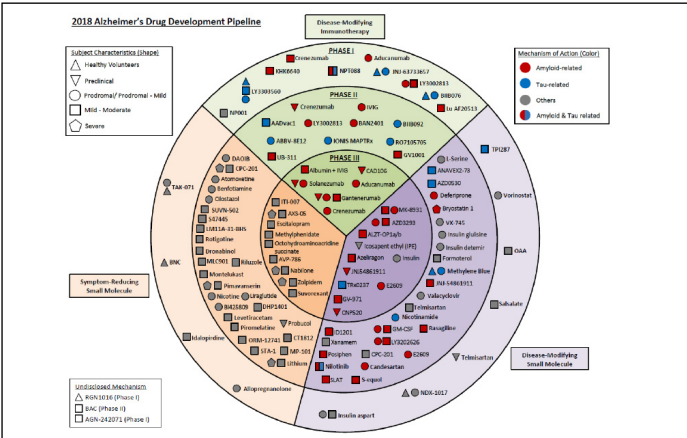 2018 Alzheimer's Drug Development Pipeline
Disease-Modifying
Immunotherapy
Subject Characteristics (Shape)
Healthy Volunteers
Preclinical
Prodromal/ Prodromal - Mild
Mild - Moderate
Severe
Mechanism of Action (Color)
Amyloid-related
Tau-related
Others
Amyloid & Tau related
PHASE I
Crenezumab
Aducanumab
KHK6640
NPT088
JNJ-63733657
LY3303560
LY3002813
BIIB076
NP001
Lu AF20513
PHASE II
Crenezumab
IVIG
AADvac1
LY3002813
BAN2401
BIIB092
ABBV-8E12
IONIS MAPTRx
RO7105705
UB-311
GV1001
PHASE III
Albumin + IVIG
CAD106
Solanezumab
Aducanumab
Gantenerumab
Crenezumab
TPI287
L-Serine
ANAVEX2-73
AZD0530
Deferiprone
Bryostatin 1
Vorinostat
VX-745
Insulin glulisine
Insulin detemir
Formoterol
OAA
Methylene Blue
JNJ-54861911
Valacyclovir
Salsalate
Telmisartan
Nicotinamide
GM-CSF
Rasagiline
LY3202626
ID1201
Xanamem
Posiphen
CPC-201
E2609
Nilotinib
Candesartan
SLAT
S-equol
Telmisartan
NDX-1017
Insulin aspart
MK-8931
AZD3293
ALZT-OP1a/b
Icosapent ethyl (IPE)
Azeliragon
Insulin
JNJ54861911
TRx0237
E2609
GV-971
CNP520
DAOIB
CPC-201
TAK-071
Atomoxetine
Benfotiamine
Cilostazol
SUVN-502
S47445
LM11A-31-BHS
Rotigotine
Dronabinol
MLC901
Riluzole
BNC
Montelukast
Pimavanserin
Nicotine
Liraglutide
BI425809
DHP1401
Levetiracetam
Probucol
Piromelatine
ORM-12741
CT1812
STA-1
MP-101
Lithium
Idalopirdine
Allopregnanolone
ITI-007
AXS-05
Escitalopram
Methylphenidate
Octohydroaminoacridine
succinate
AVP-786
Nabilone
Zolpidem
Suvorexant
Symptom-Reducing
Small Molecule
Disease-Modifying
Small Molecule
Undisclosed Mechanism
RGN1016 (Phase I)
BAC (Phase II)
AGN-242071 (Phase I)